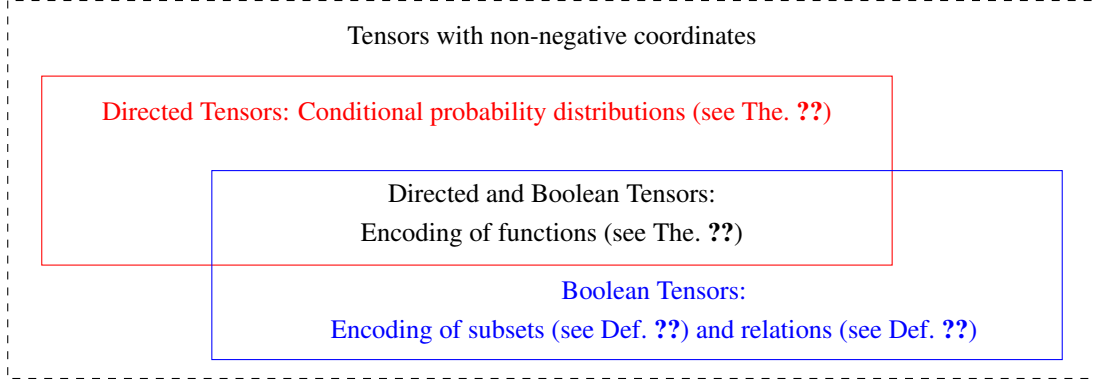 Tensors with non-negative coordinates
Directed Tensors: Conditional probability distributions (see The. ??)
Directed and Boolean Tensors:
Encoding of functions (see The. ??)
Boolean Tensors:
Encoding of subsets (see Def. ??) and relations (see Def. ??)